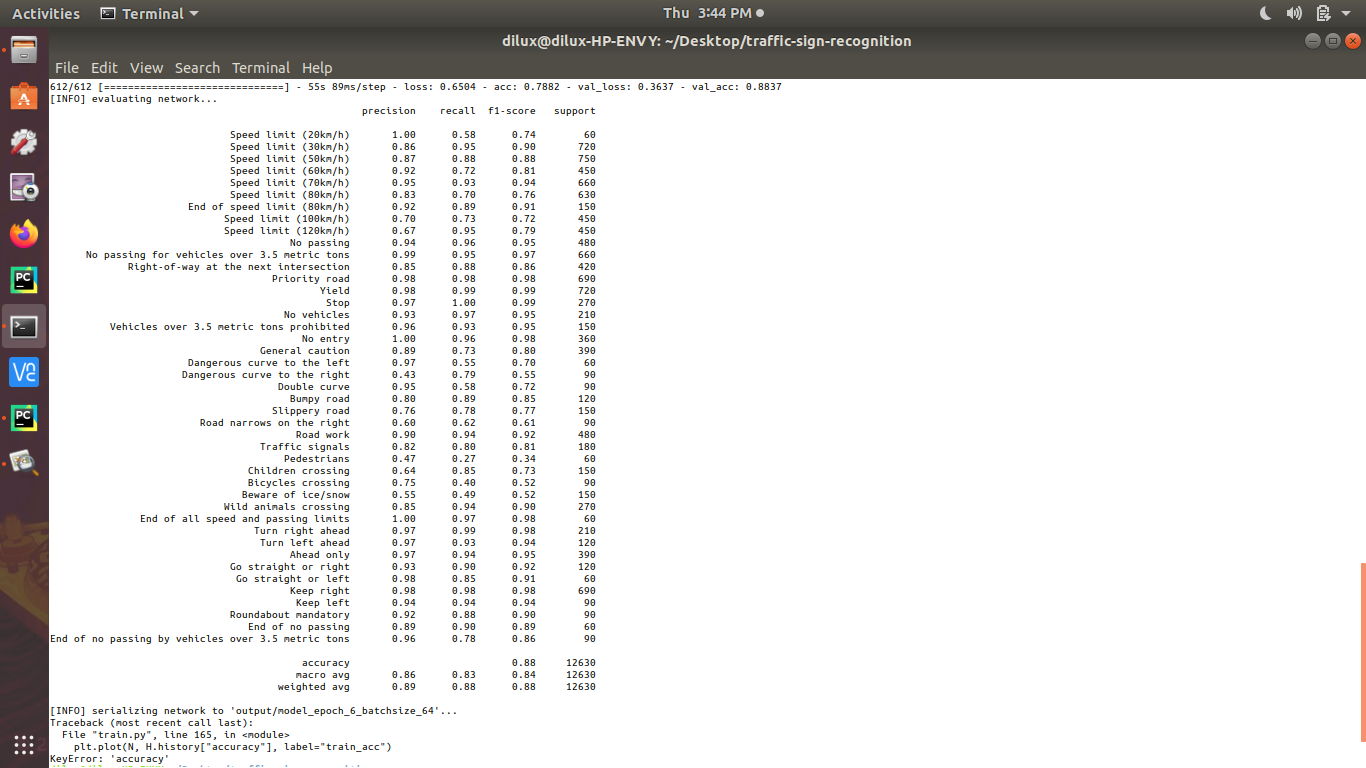 Activities Terminal Thu 3:44 PM
dilux@dilux-HP-ENVY: ~/Desktop/traffic-sign-recognition
File Edit View Search Terminal Help
612/612 [==============================] - 55s 89ms/step - loss: 0.6504 - acc: 0.7882 - val_loss: 0.3637 - val_acc: 0.8837
[INFO] evaluating network...
precision recall f1-score support
Speed limit (20km/h) 1.00 0.58 0.74 60
Speed limit (30km/h) 0.86 0.95 0.90 720
Speed limit (50km/h) 0.87 0.88 0.88 750
Speed limit (60km/h) 0.92 0.72 0.81 450
Speed limit (70km/h) 0.95 0.93 0.94 660
Speed limit (80km/h) 0.83 0.70 0.76 630
End of speed limit (80km/h) 0.92 0.89 0.91 150
Speed limit (100km/h) 0.70 0.73 0.72 450
Speed limit (120km/h) 0.67 0.95 0.79 450
No passing 0.94 0.96 0.95 480
No passing for vehicles over 3.5 metric tons 0.99 0.95 0.97 660
Right-of-way at the next intersection 0.85 0.88 0.86 420
Priority road 0.98 0.98 0.98 690
Yield 0.98 0.99 0.99 720
Stop 0.97 1.00 0.99 270
No vehicles 0.93 0.97 0.95 210
Vehicles over 3.5 metric tons prohibited 0.96 0.93 0.95 150
No entry 1.00 0.96 0.98 360
General caution 0.89 0.73 0.80 390
Dangerous curve to the left 0.97 0.55 0.70 60
Dangerous curve to the right 0.43 0.79 0.55 90
Double curve 0.95 0.58 0.72 90
Bumpy road 0.80 0.89 0.85 120
Slippery road 0.76 0.78 0.77 150
Road narrows on the right 0.60 0.62 0.61 90
Road work 0.90 0.94 0.92 480
Traffic signals 0.82 0.80 0.81 180
Pedestrians 0.47 0.27 0.34 60
Children crossing 0.64 0.85 0.73 150
Bicycles crossing 0.75 0.40 0.52 90
Beware of ice/snow 0.55 0.49 0.52 150
Wild animals crossing 0.85 0.94 0.90 270
End of all speed and passing limits 1.00 0.97 0.98 60
Turn right ahead 0.97 0.99 0.98 210
Turn left ahead 0.97 0.93 0.94 120
Ahead only 0.97 0.94 0.95 390
Go straight or right 0.93 0.90 0.92 120
Go straight or left 0.98 0.85 0.91 60
Keep right 0.98 0.98 0.98 690
Keep left 0.94 0.94 0.94 90
Roundabout mandatory 0.92 0.88 0.90 90
End of no passing 0.89 0.90 0.89 60
End of no passing by vehicles over 3.5 metric tons 0.96 0.78 0.86 90
accuracy 0.88 12630
macro avg 0.86 0.83 0.84 12630
weighted avg 0.89 0.88 0.88 12630
[INFO] serializing network to 'output/model_epoch_6_batchsize_64'...
Traceback (most recent call last):
File "train.py", line 165, in <module>
plt.plot(N, H.history["accuracy"], label="train_acc")
KeyError: 'accuracy'